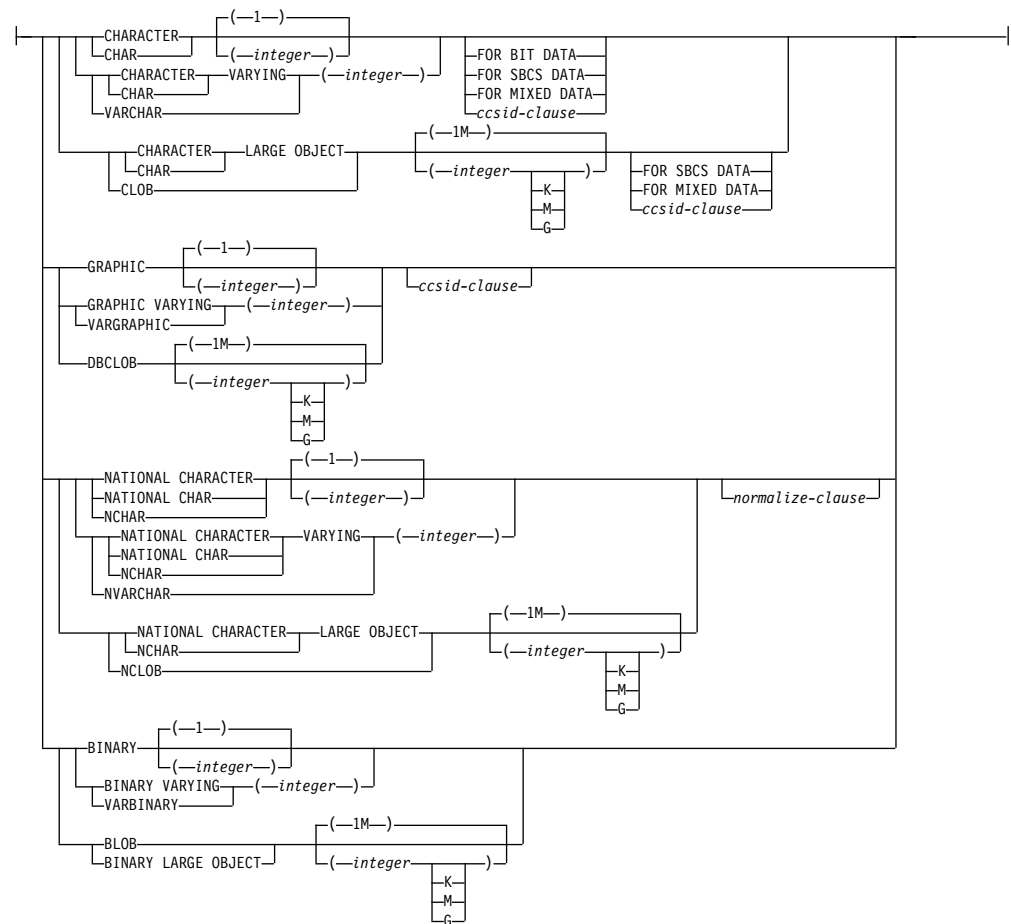 (—1—)
CHARACTER
CHAR (—integer—)
CHARACTER VARYING (—integer—) FOR BIT DATA
CHAR FOR SBCS DATA
VARCHAR FOR MIXED DATA
ccsid-clause
(—1M—)
CHARACTER LARGE OBJECT
CHAR (—integer ) FOR SBCS DATA
CLOB K FOR MIXED DATA
M ccsid-clause
G
(—1—)
GRAPHIC
(—integer—) ccsid-clause
GRAPHIC VARYING (—integer—)
VARGRAPHIC
(—1M—)
DBCLOB
(—integer )
K
M
G
(—1—)
NATIONAL CHARACTER
NATIONAL CHAR (—integer—) normalize-clause
NCHAR
NATIONAL CHARACTER VARYING (—integer—)
NATIONAL CHAR
NCHAR
NVARCHAR
(—1M—)
NATIONAL CHARACTER LARGE OBJECT
NCHAR (—integer )
NCLOB K
M
G
(—1—)
BINARY
(—integer—)
BINARY VARYING (—integer—)
VARBINARY
(—1M—)
BLOB
BINARY LARGE OBJECT (—integer )
K
M
G